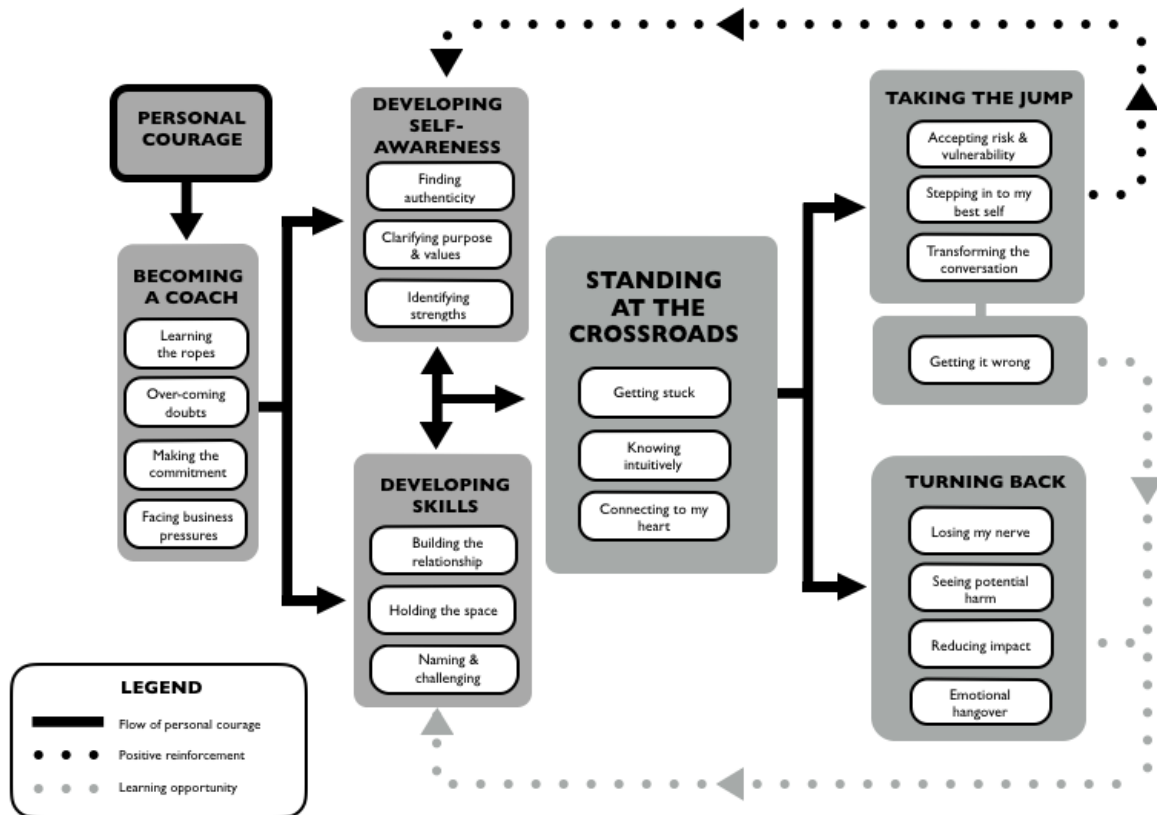 PERSONAL
COURAGE
BECOMING
A COACH
Learning
the ropes
Over-coming
doubts
Making the
commitment
Facing business
pressures
DEVELOPING
SELF-
AWARENESS
Finding
authenticity
Clarifying purpose
& values
Identifying
strengths
DEVELOPING
SKILLS
Building the
relationship
Holding the space
Naming &
challenging
STANDING
AT THE
CROSSROADS
Getting stuck
Knowing
intuitively
Connecting to my
heart
TAKING THE JUMP
Accepting risk &
vulnerability
Stepping in to my
best self
Transforming the
conversation
Getting it wrong
TURNING BACK
Losing my nerve
Seeing potential
harm
Reducing impact
Emotional
hangover
LEGEND
Flow of personal courage
Positive reinforcement
Learning opportunity